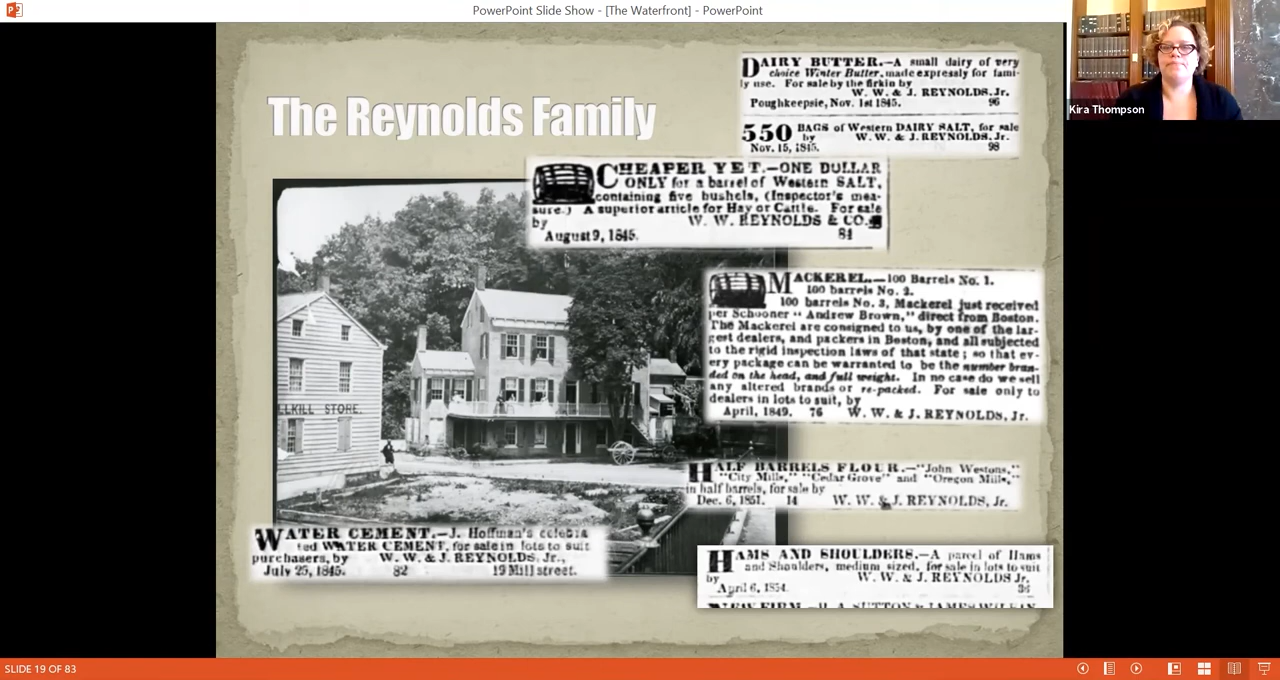 PowerPoint Slide Show - [The Waterfront] - PowerPoint
Kira Thompson
The Reynolds Family
DAIRY BUTTER.—A small dairy of very
choice Winter Butter, made expressly for fami-
ly use. For sale by the firkin by
W. W. & J. REYNOLDS, Jr.
Poughkeepsie, Nov. 1st 1845. 96
550 BAGS of Western DAIRY SALT, for sale
by W. W. & J. REYNOLDS, Jr.
Nov. 15, 1845. 98
CHEAPER YET.—ONE DOLLAR
ONLY for a barrel of Western SALT,
containing five bushels, (Inspector's mea-
sure.) A superior article for Hay or Cattle. For sale
by W. W. REYNOLDS & CO.
August 9, 1845. 84
MACKEREL.—100 Barrels No. 1.
100 barrels No. 2.
100 barrels No. 3, Mackerel just received
per Schooner "Andrew Brown," direct from Boston.
The Mackerel are consigned to us, by one of the lar-
gest dealers, and packers in Boston, and all subjected
to the rigid inspection laws of that state; so that ev-
ery package can be warranted to be the number bran-
ded on the head, and full weight. In no case do we sell
any altered brands or re-packed. For sale only to
dealers in lots to suit, by
April, 1849. 76 W. W. & J. REYNOLDS, Jr.
LLKILL STORE.
HALF BARRELS FLOUR.—"John Westons,"
"City Mills," "Cedar Grove" and "Oregon Mills,"
in half barrels, for sale by
Dec. 6, 1851. 14 W. W. & J. REYNOLDS, Jr.
WATER CEMENT.—J. Hoffman's celebra
ted WATER CEMENT, for sale in lots to suit
purchasers, by W. W. & J. REYNOLDS, Jr.,
July 25, 1845. 82 19 Mill street.
HAMS AND SHOULDERS.—A parcel of Hams
and Shoulders, medium sized, for sale in lots to suit
by W. W. & J. REYNOLDS Jr.
April 6, 1854.
NEW FIRM
SLIDE 19 OF 83